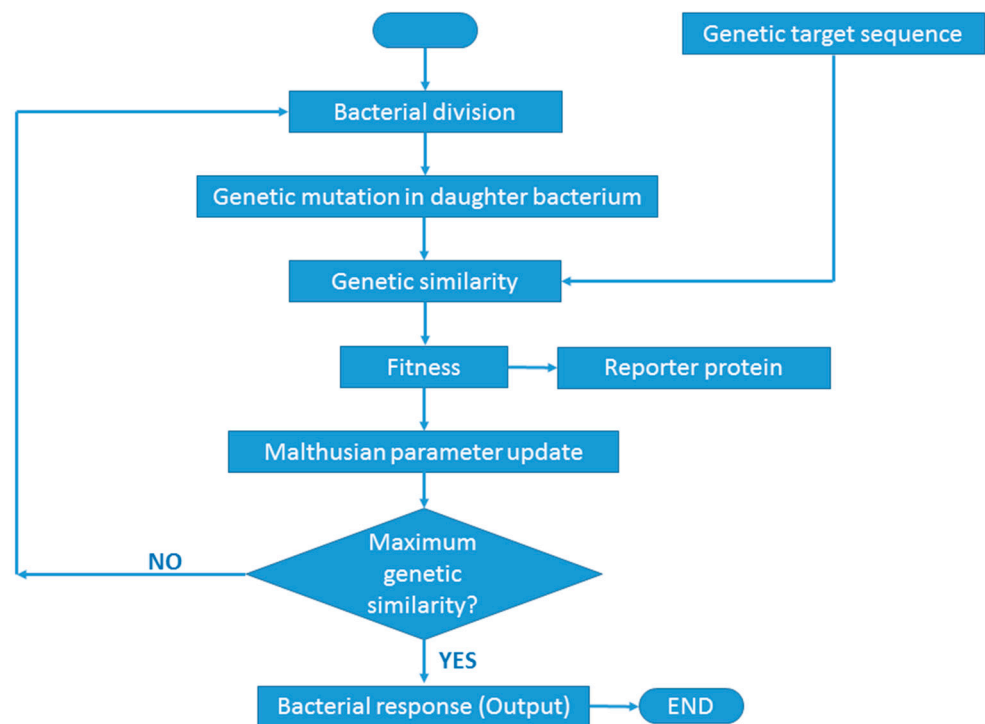 Genetic target sequence
Bacterial division
Genetic mutation in daughter bacterium
Genetic similarity
Fitness
Reporter protein
Malthusian parameter update
Maximum
genetic
similarity?
NO
YES
Bacterial response (Output)
END